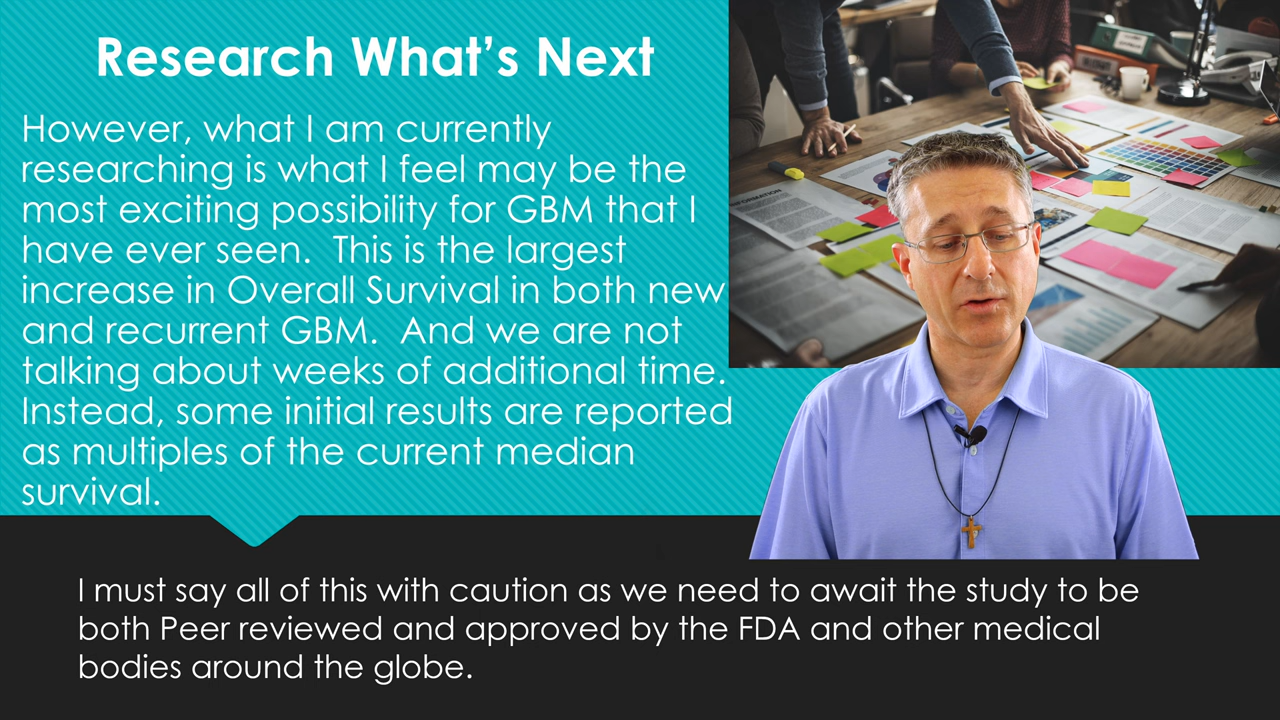 Research What's Next
However, what I am currently
researching is what I feel may be the
most exciting possibility for GBM that I
have ever seen.  This is the largest
increase in Overall Survival in both new
and recurrent GBM.  And we are not
talking about weeks of additional time.
Instead, some initial results are reported
as multiples of the current median
survival.
I must say all of this with caution as we need to await the study to be
both Peer reviewed and approved by the FDA and other medical
bodies around the globe.
INFORMATION